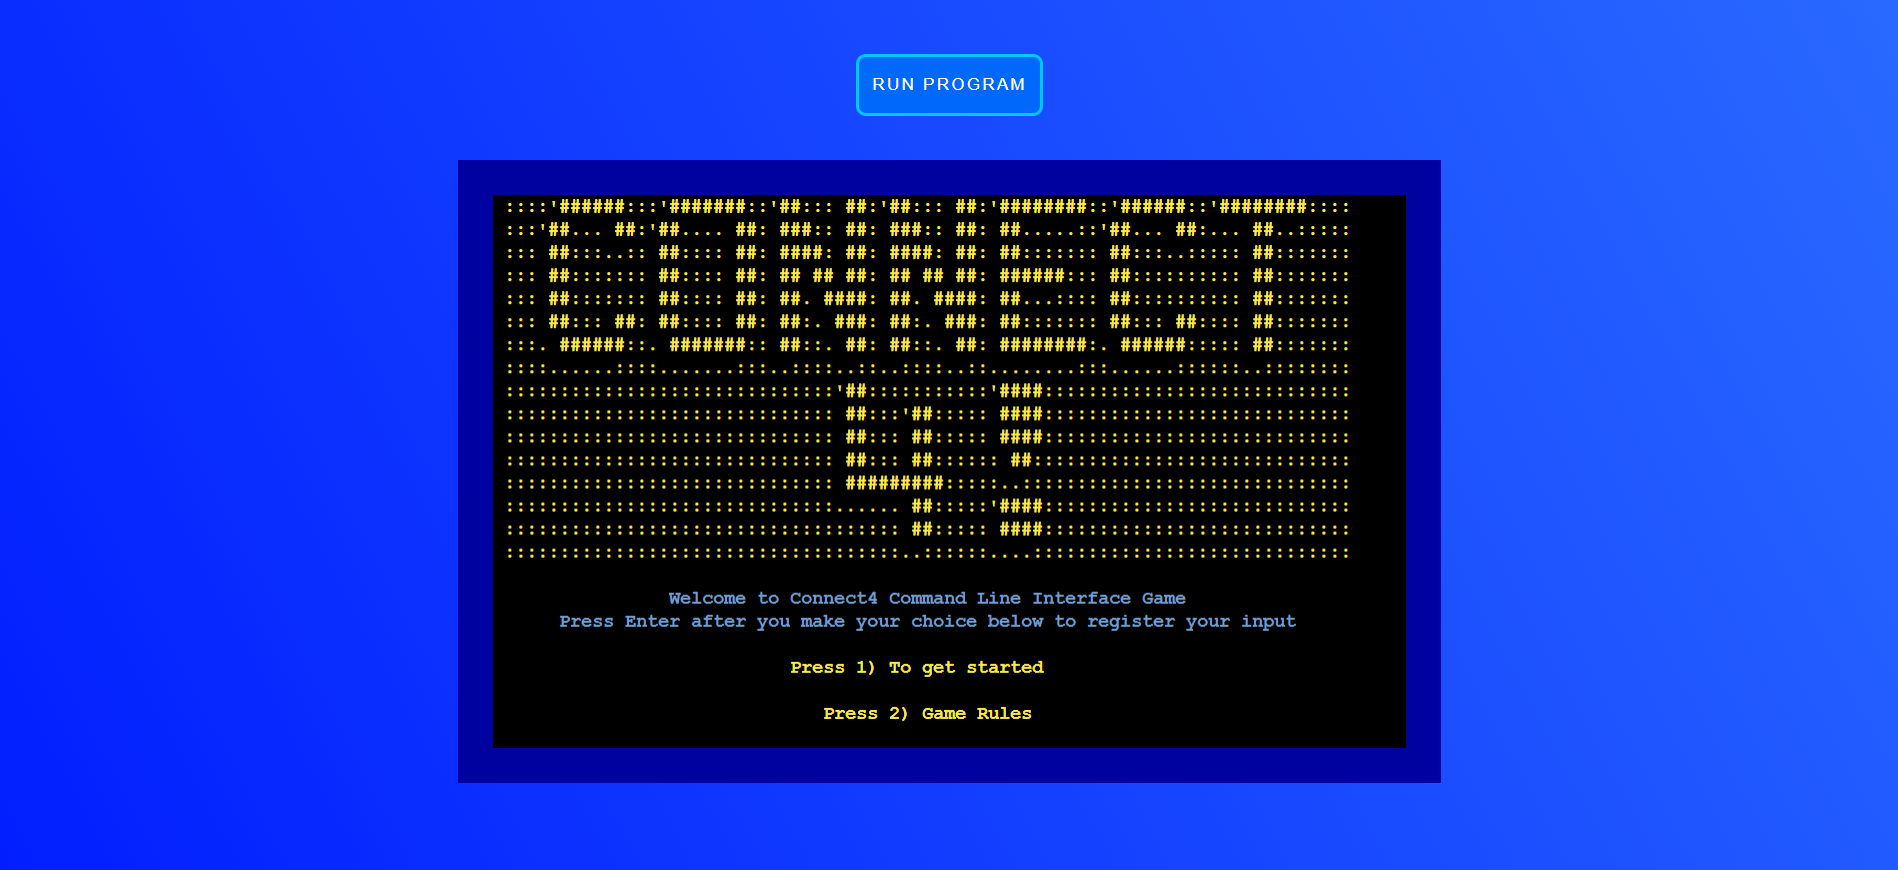 RUN PROGRAM
::::'######:::'#######::'##::: ##:'##::: ##:'########::'######::'########::::
:::'##... ##:'##.... ##: ###:: ##: ###:: ##: ##.....::'##... ##:... ##..:::::
::: ##:::..:: ##:::: ##: ####: ##: ####: ##: ##::::::: ##:::..::::: ##:::::::
::: ##::::::: ##:::: ##: ## ## ##: ## ## ##: ######::: ##:::::::::: ##:::::::
::: ##::::::: ##:::: ##: ##. ####: ##. ####: ##...:::: ##:::::::::: ##:::::::
::: ##::: ##: ##:::: ##: ##:. ###: ##:. ###: ##::::::: ##::: ##:::: ##:::::::
:::. ######::. #######:: ##::. ##: ##::. ##: ########:. ######::::: ##:::::::
::::......::::.......:::..::::..::..::::..::........:::......::::::..::::::::
::::::::::::::::::::::::::::::'##:::::::::::'####::::::::::::::::::::::::::::
:::::::::::::::::::::::::::::: ##:::'##::::: ####::::::::::::::::::::::::::::
:::::::::::::::::::::::::::::: ##::: ##::::: ####::::::::::::::::::::::::::::
:::::::::::::::::::::::::::::: ##::: ##:::::: ##:::::::::::::::::::::::::::::
:::::::::::::::::::::::::::::: #########:::::..::::::::::::::::::::::::::::::
::::::::::::::::::::::::::::::...... ##:::::'####::::::::::::::::::::::::::::
:::::::::::::::::::::::::::::::::::: ##::::: ####::::::::::::::::::::::::::::
::::::::::::::::::::::::::::::::::::..::::::....:::::::::::::::::::::::::::::
Welcome to Connect4 Command Line Interface Game
Press Enter after you make your choice below to register your input
Press 1) To get started
Press 2) Game Rules